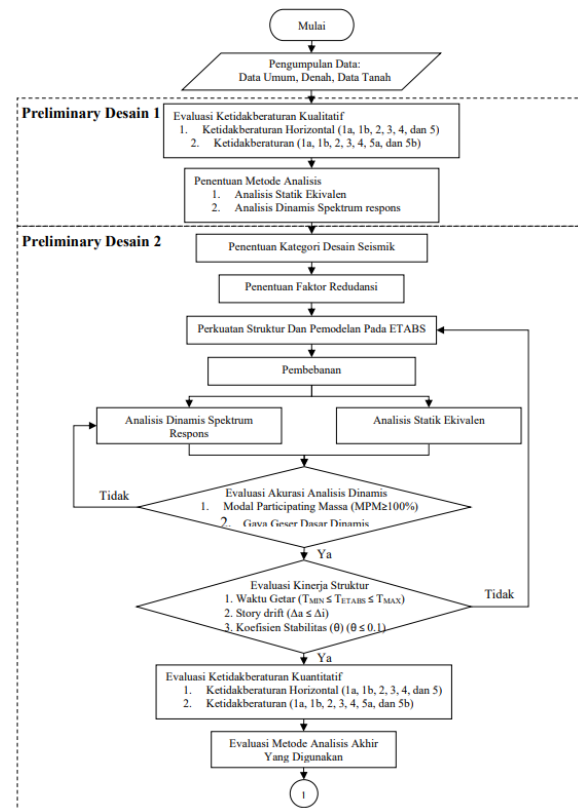 Mulai
Pengumpulan Data:
Data Umum, Denah, Data Tanah
Preliminary Desain 1
Evaluasi Ketidakberaturan Kualitatif
1. Ketidakberaturan Horizontal (1a, 1b, 2, 3, 4, dan 5)
2. Ketidakberaturan (1a, 1b, 2, 3, 4, 5a, dan 5b)
Penentuan Metode Analisis
1. Analisis Statik Ekivalen
2. Analisis Dinamis Spektrum respons
Preliminary Desain 2
Penentuan Kategori Desain Seismik
Penentuan Faktor Redudansi
Perkuatan Struktur Dan Pemodelan Pada ETABS
Pembebanan
Analisis Dinamis Spektrum
Respons
Analisis Statik Ekivalen
Tidak
Evaluasi Akurasi Analisis Dinamis
1. Modal Participating Massa (MPM≥100%)
2. Gaya Geser Dasar Dinamis
Ya
Evaluasi Kinerja Struktur
1. Waktu Getar (TMIN ≤ TETABS ≤ TMAX)
2. Story drift (Δa ≤ Δi)
3. Koefisien Stabilitas (θ) (θ ≤ 0.1)
Tidak
Ya
Evaluasi Ketidakberaturan Kuantitatif
1. Ketidakberaturan Horizontal (1a, 1b, 2, 3, 4, dan 5)
2. Ketidakberaturan (1a, 1b, 2, 3, 4, 5a, dan 5b)
Evaluasi Metode Analisis Akhir
Yang Digunakan
1